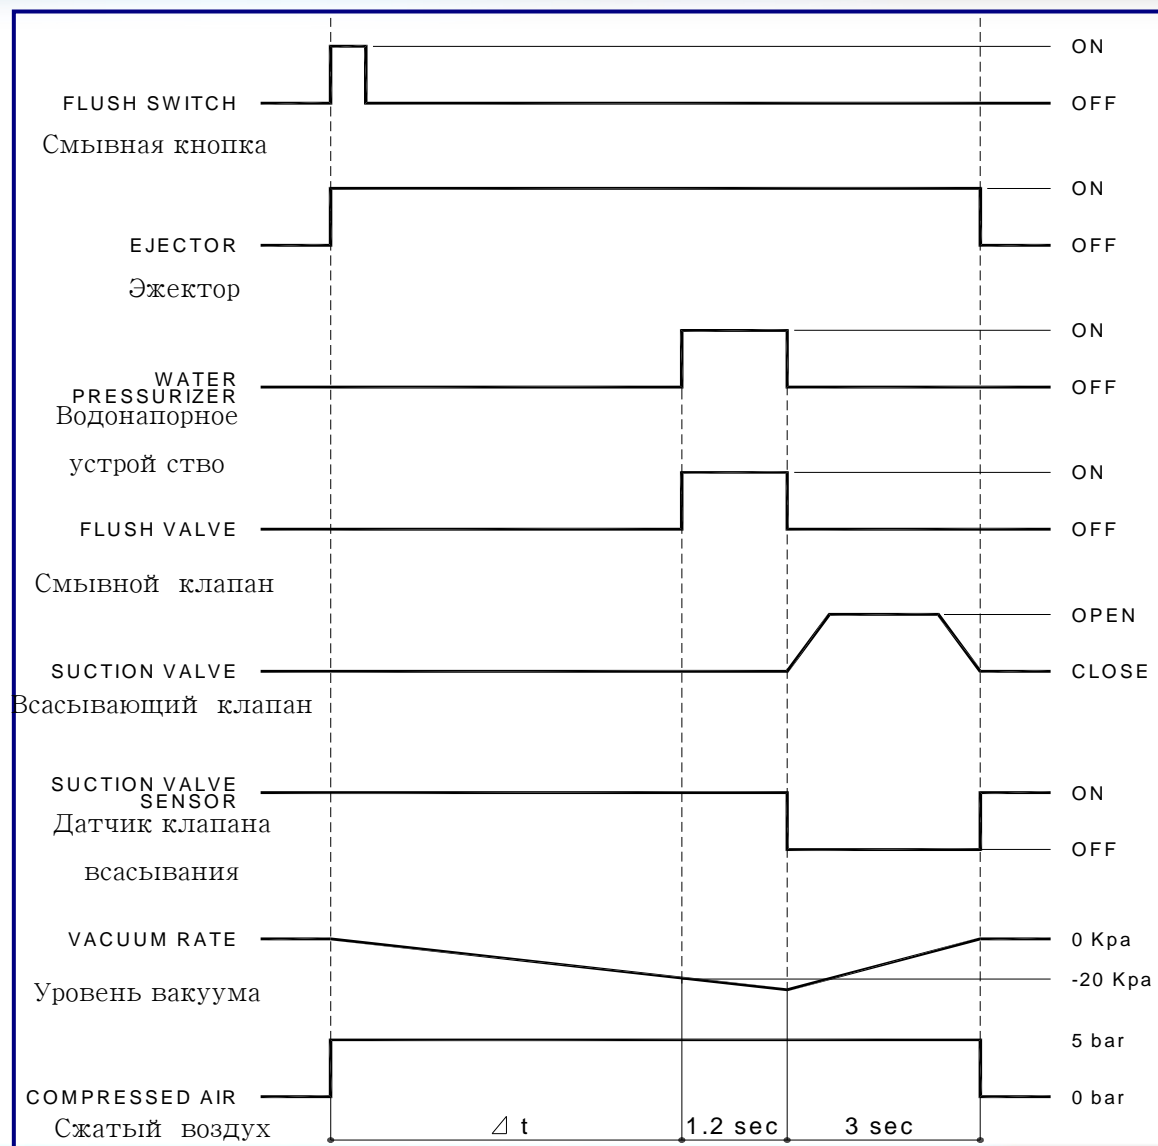 ON
FLUSH SWITCH
OFF
Смывная кнопка
ON
EJECTOR
OFF
Эжектор
ON
WATER
PRESSURIZER
OFF
Водонапорное
устрой ство
ON
FLUSH VALVE
OFF
Смывной клапан
OPEN
SUCTION VALVE
CLOSE
Всасывающий клапан
SUCTION VALVE
SENSOR
ON
Датчик клапана
OFF
всасывания
VACUUM RATE
0 Kpa
-20 Kpa
Уровень вакуума
5 bar
COMPRESSED AIR
0 bar
Сжатый воздух
⊿ t
1.2 sec
3 sec